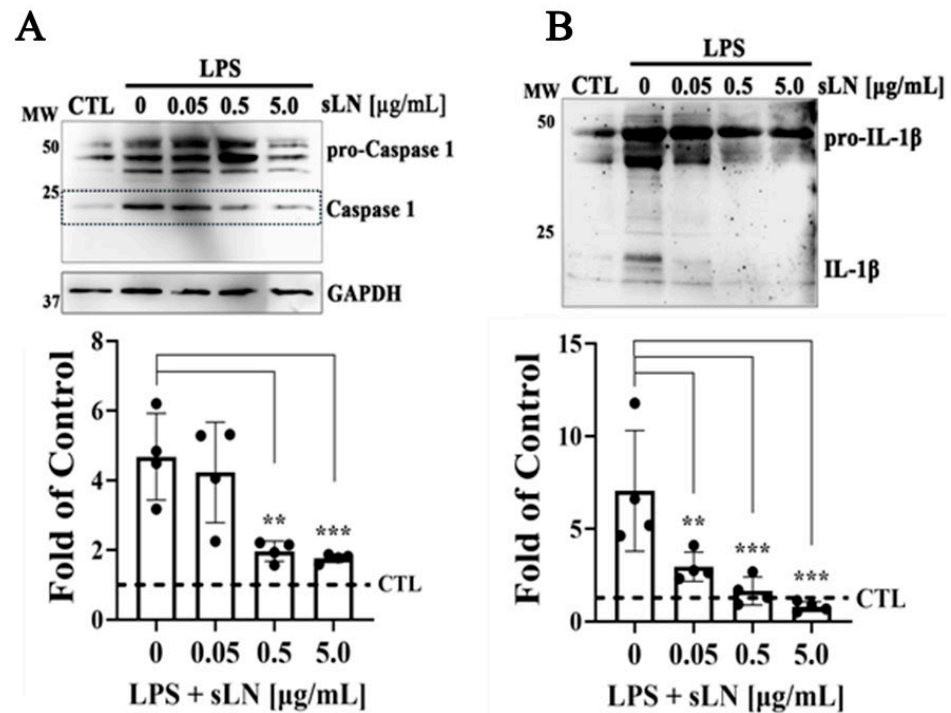 A
LPS
MW CTL 0 0.05 0.5 5.0 sLN [µg/mL]
50
pro-Caspase 1
25
Caspase 1
37
GAPDH
8
6
4
2
0
Fold of Control
** ***
CTL
0 0.05 0.5 5.0
LPS + sLN [µg/mL]
B
LPS
MW CTL 0 0.05 0.5 5.0 sLN [µg/mL]
50
pro-IL-1β
25
IL-1β
15
10
5
0
Fold of Control
** *** ***
CTL
0 0.05 0.5 5.0
LPS + sLN [µg/mL]